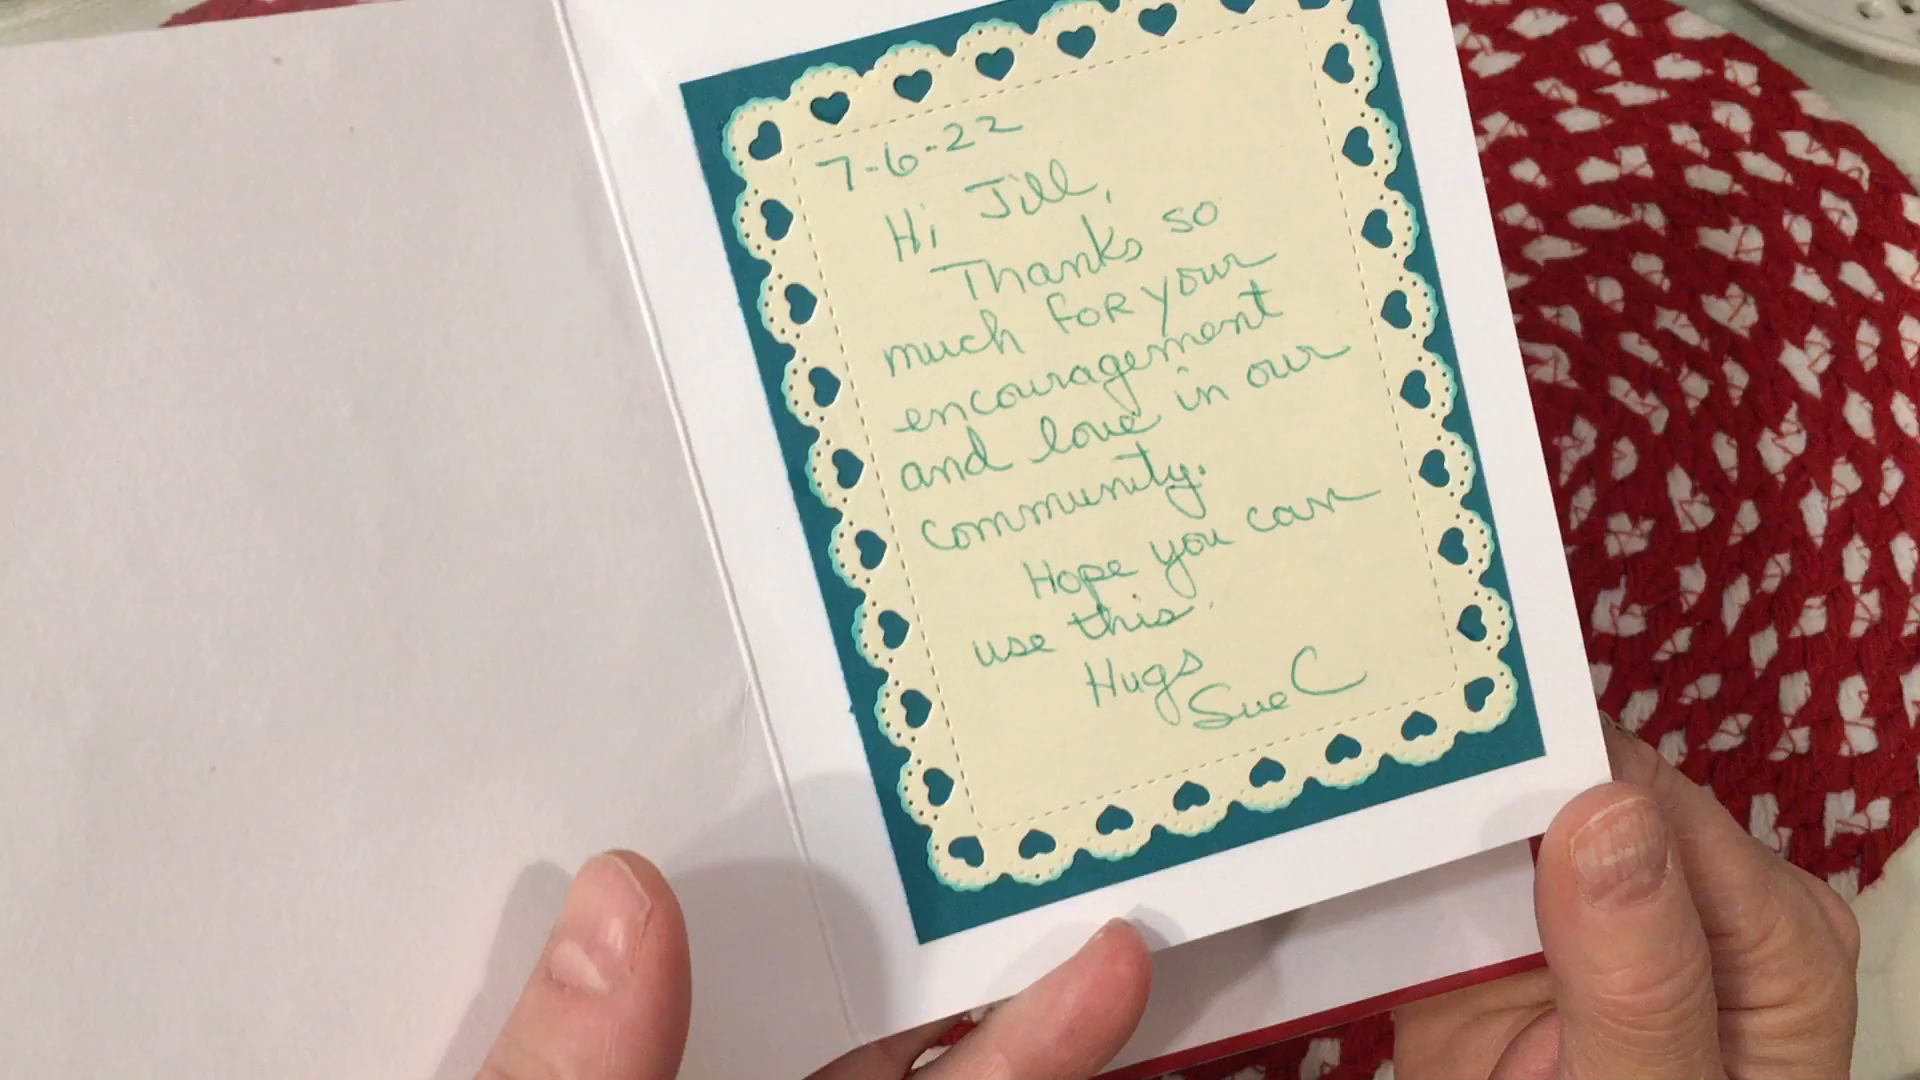 7-6-22
Hi Jill,
Thanks so
much for your
encouragement
and love in our
community.
Hope you can
use this.
Hugs
Sue C